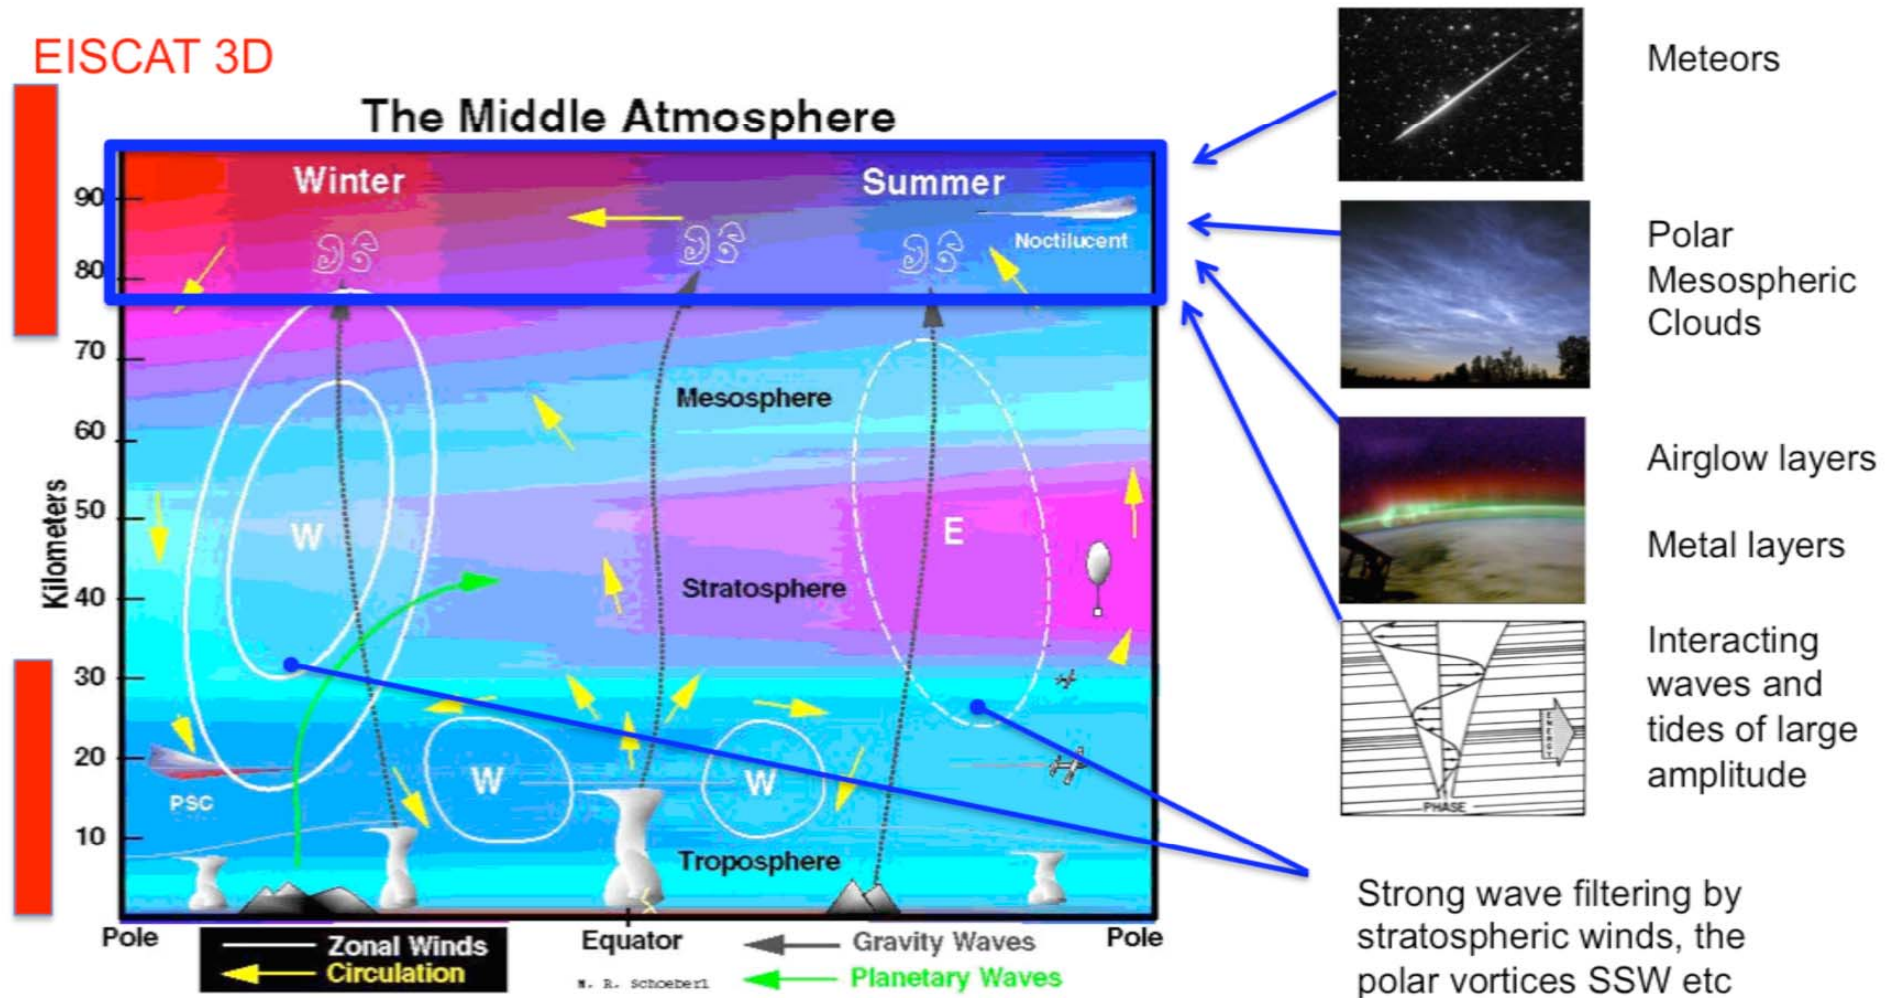 EISCAT 3D
The Middle Atmosphere
Winter
Summer
Noctilucent
90
80
70
60
50
40
30
20
10
Kilometers
Mesosphere
W
E
Stratosphere
W
W
PSC
Troposphere
Pole
Equator
Pole
Zonal Winds
Circulation
M. R. Schoeberl
Gravity Waves
Planetary Waves
Meteors
Polar
Mesospheric
Clouds
Airglow layers
Metal layers
ENERGY
PHASE
Interacting
waves and
tides of large
amplitude
Strong wave filtering by
stratospheric winds, the
polar vortices SSW etc